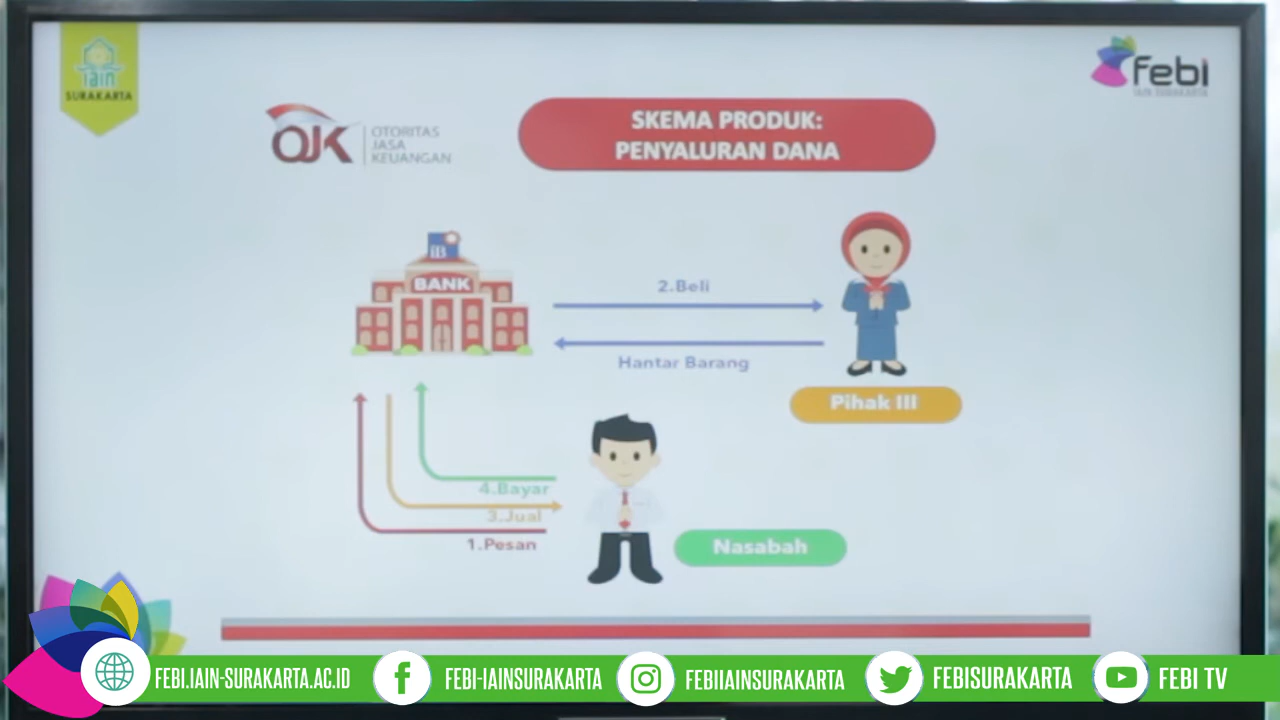 iain
SURAKARTA
febi
IAIN SURAKARTA
OJK
OTORITAS
JASA
KEUANGAN
SKEMA PRODUK:
PENYALURAN DANA
iB
BANK
2.Beli
Hantar Barang
Pihak III
4.Bayar
3.Jual
1.Pesan
Nasabah
FEBI.IAIN-SURAKARTA.AC.ID
FEBI-IAINSURAKARTA
FEBIIAINSURAKARTA
FEBISURAKARTA
FEBI TV